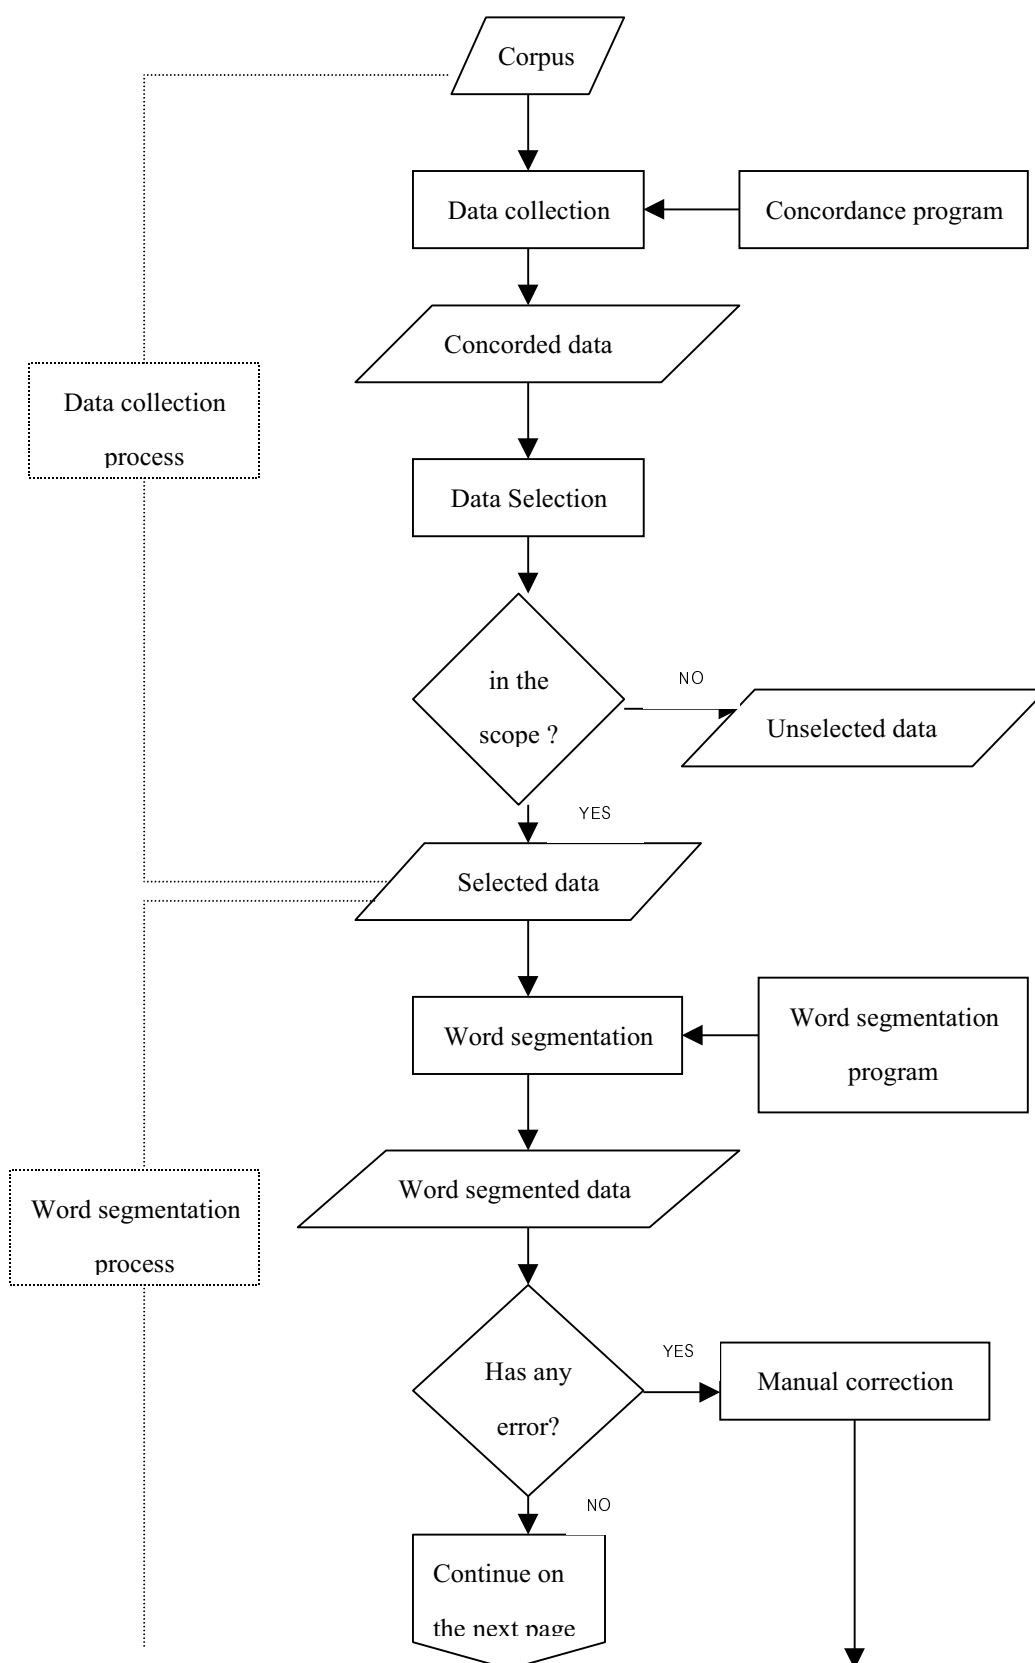 Corpus
Data collection
Concordance program
Concorded data
Data collection
process
Data Selection
in the
scope ?
NO
Unselected data
YES
Selected data
Word segmentation
Word segmentation
program
Word segmented data
Word segmentation
process
Has any
error?
YES
Manual correction
NO
Continue on
the next page